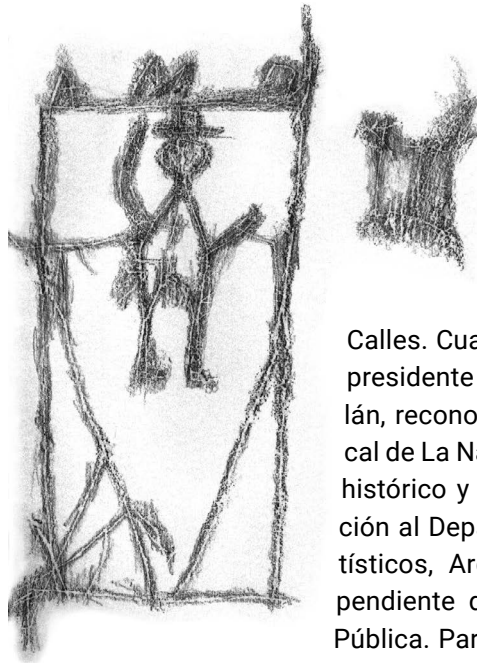 Calles. Cua
presidente
lán, recono
cal de La Na
histórico y
ción al Dep
tísticos, Ar
pendiente
Pública. Par